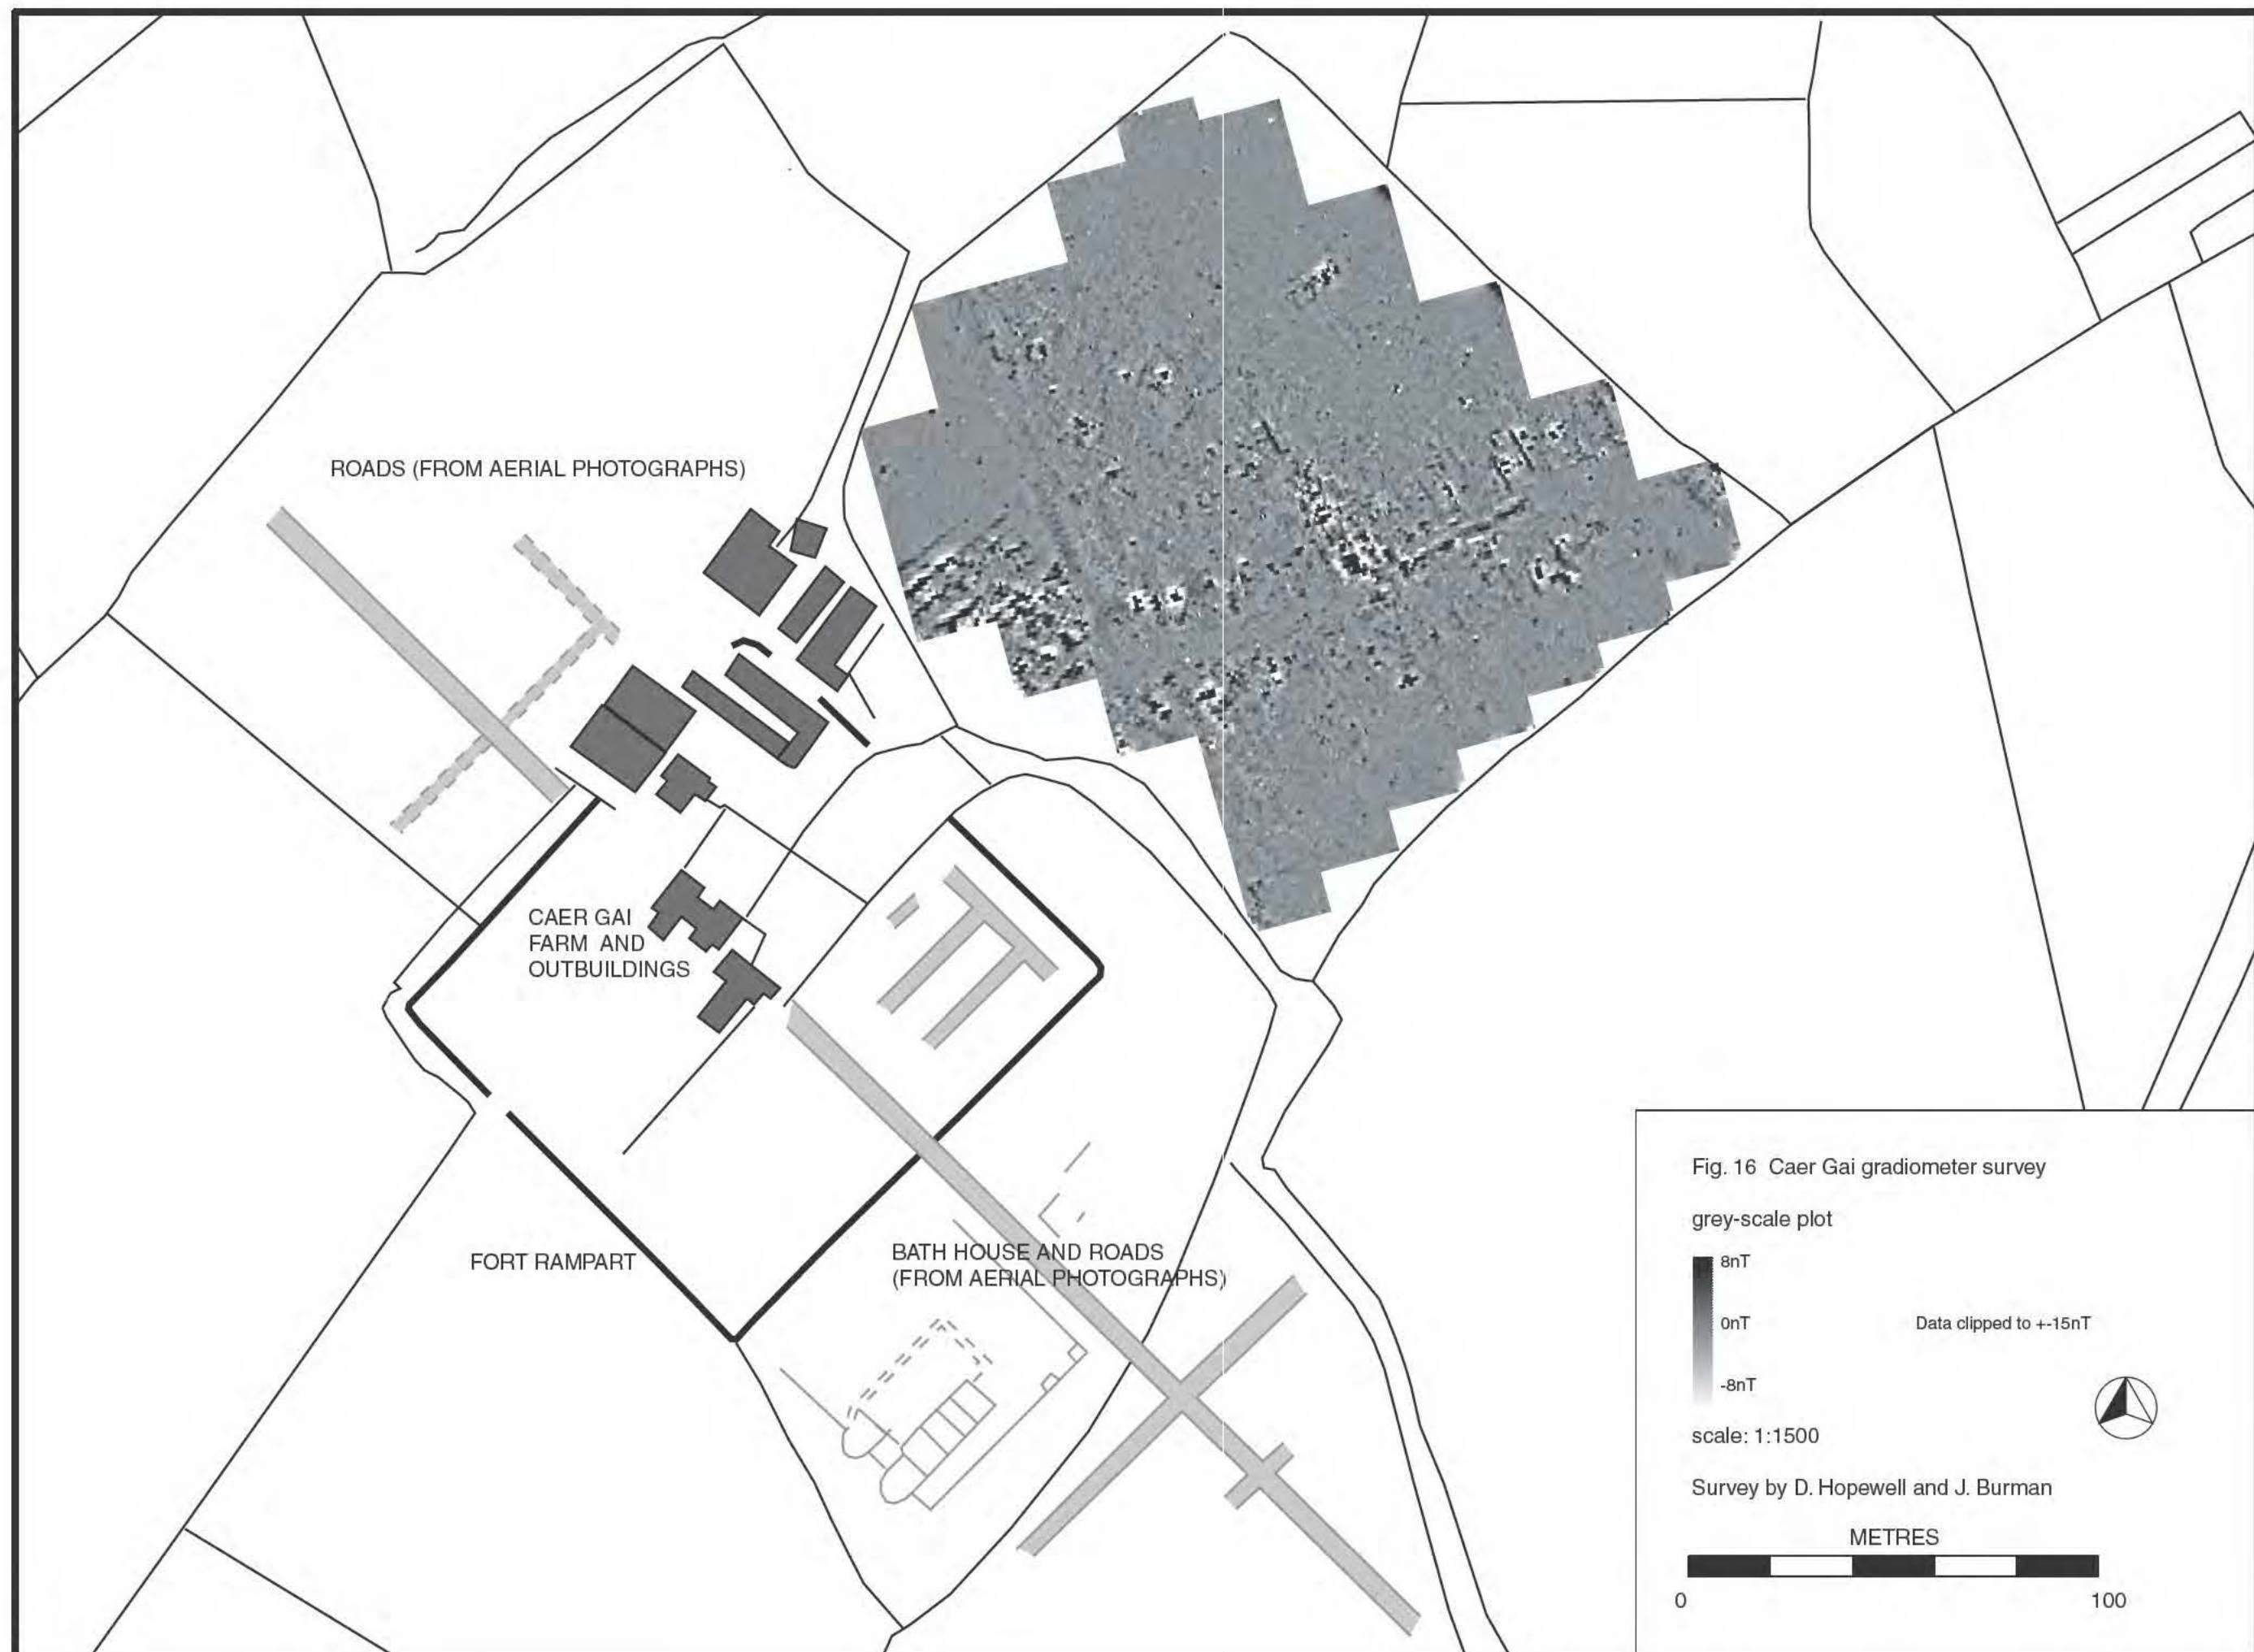 ROADS (FROM AERIAL PHOTOGRAPHS)
CAER GAI
FARM AND
OUTBUILDINGS
FORT RAMPART
BATH HOUSE AND ROADS
(FROM AERIAL PHOTOGRAPHS)
Fig. 16 Caer Gai gradiometer survey
grey-scale plot
8nT
0nT
Data clipped to +-15nT
-8nT
scale: 1:1500
Survey by D. Hopewell and J. Burman
METRES
0
100